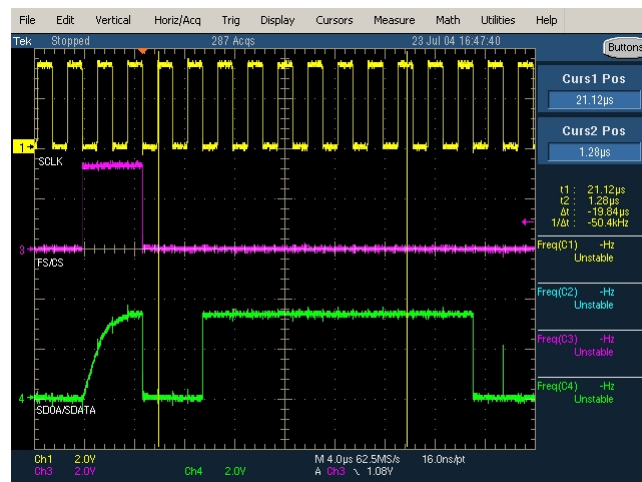 File Edit Vertical Horiz/Acq Trig Display Cursors Measure Math Utilities Help
Tek Stopped 287 Acqs 23 Jul 04 16:47:40
Buttons
Curs1 Pos
21.12µs
Curs2 Pos
1.28µs
1
SCLK
t1: 21.12µs
t2: 1.28µs
Δt: -19.84µs
1/Δt: -50.4kHz
3
FS/CS
Freq(C1) -Hz
Unstable
Freq(C2) -Hz
Unstable
Freq(C3) -Hz
Unstable
Freq(C4) -Hz
Unstable
4
SDOA/SDATA
Ch1 2.0V M 4.0µs 62.5MS/s 16.0ns/pt
Ch3 2.0V Ch4 2.0V A Ch3 ╲ 1.08V